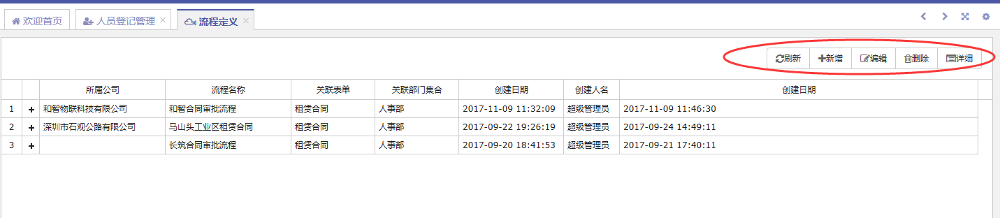 欢迎首页 人员登记管理 流程定义
刷新 新增 编辑 删除 详细
所属公司 流程名称 关联表单 关联部门集合 创建日期 创建人名 创建日期
1 和智物联科技有限公司 和智合同审批流程 租赁合同 人事部 2017-11-09 11:32:09 超级管理员 2017-11-09 11:46:30
2 深圳市石观公路有限公司 马山头工业区租赁合同 租赁合同 人事部 2017-09-22 19:26:19 超级管理员 2017-09-24 14:49:11
3 长筑合同审批流程 租赁合同 人事部 2017-09-20 18:41:53 超级管理员 2017-09-21 17:40:11